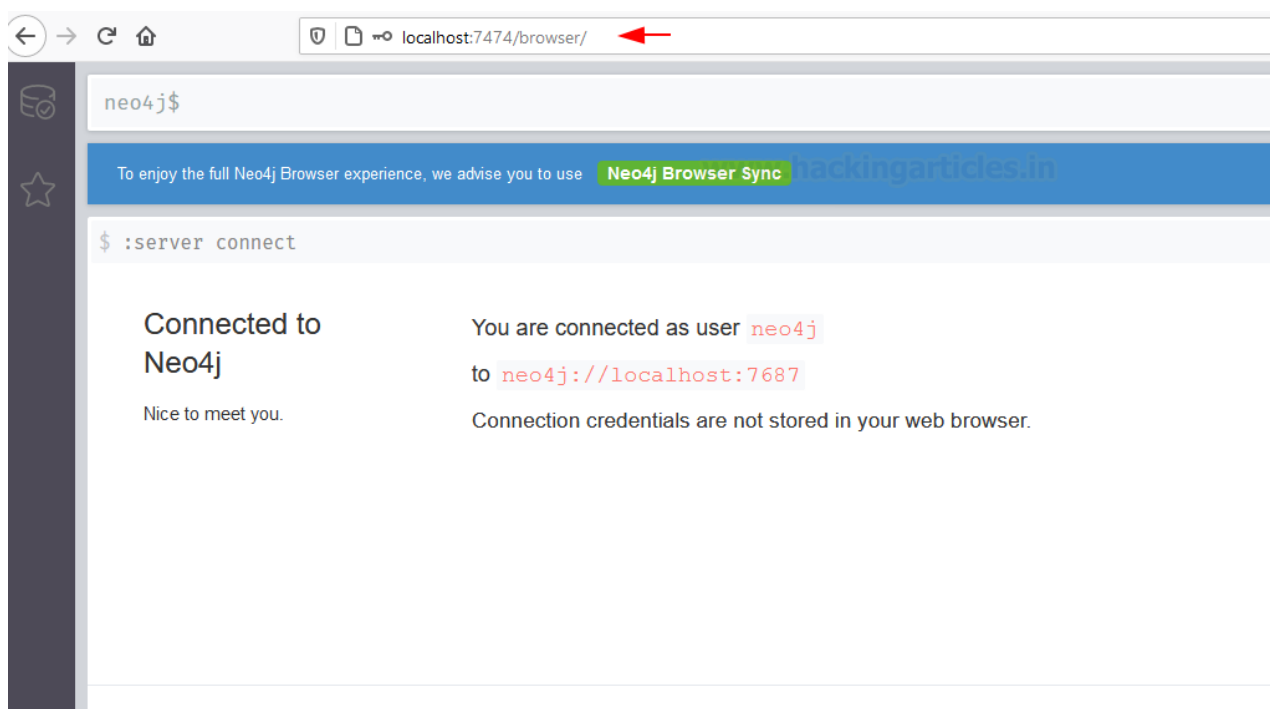 localhost:7474/browser/
neo4j$
To enjoy the full Neo4j Browser experience, we advise you to use Neo4j Browser Sync
www.hackingarticles.in
$ :server connect
Connected to
Neo4j
Nice to meet you.
You are connected as user neo4j
to neo4j://localhost:7687
Connection credentials are not stored in your web browser.